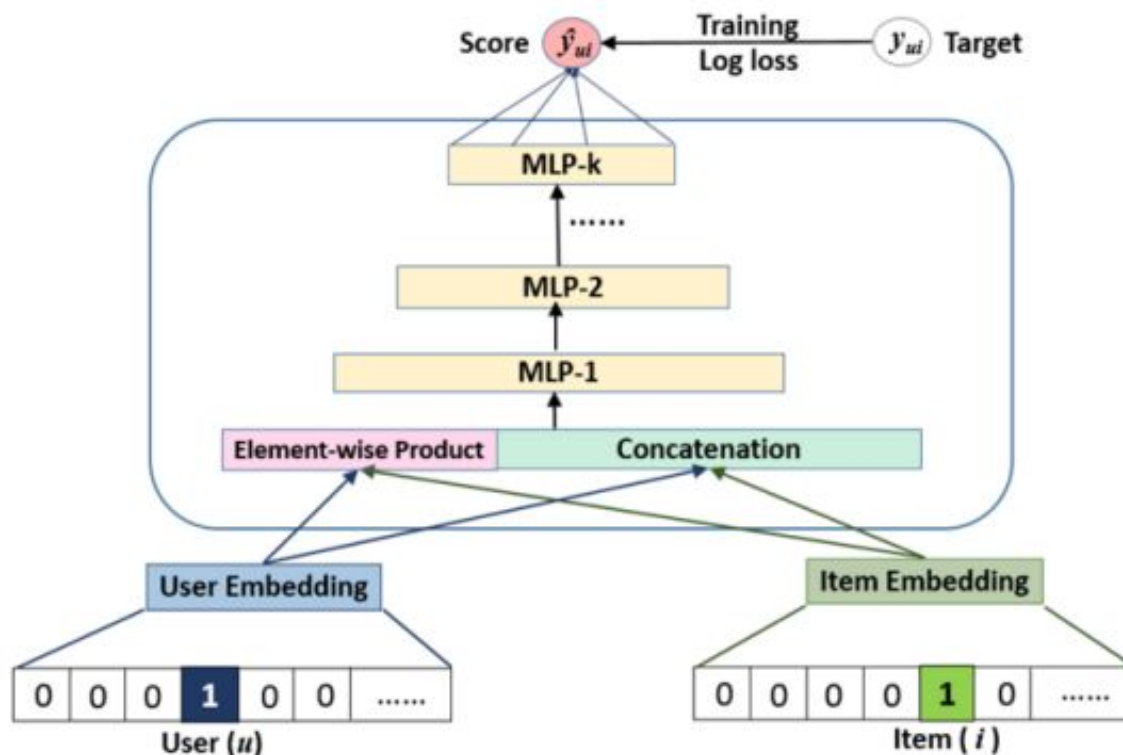 Score ŷui Training yui Target
Log loss
MLP-k
......
MLP-2
MLP-1
Element-wise Product Concatenation
User Embedding Item Embedding
0 0 0 1 0 0 ...... 0 0 0 0 1 0 ......
User (u) Item ( i )